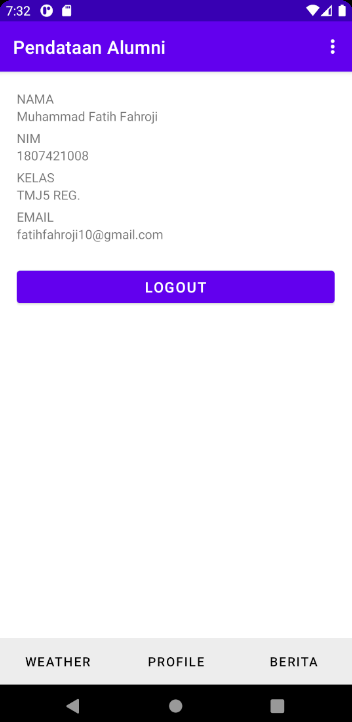 7:32
Pendataan Alumni
NAMA
Muhammad Fatih Fahroji
NIM
1807421008
KELAS
TMJ5 REG.
EMAIL
fatihfahroji10@gmail.com
LOGOUT
WEATHER PROFILE BERITA